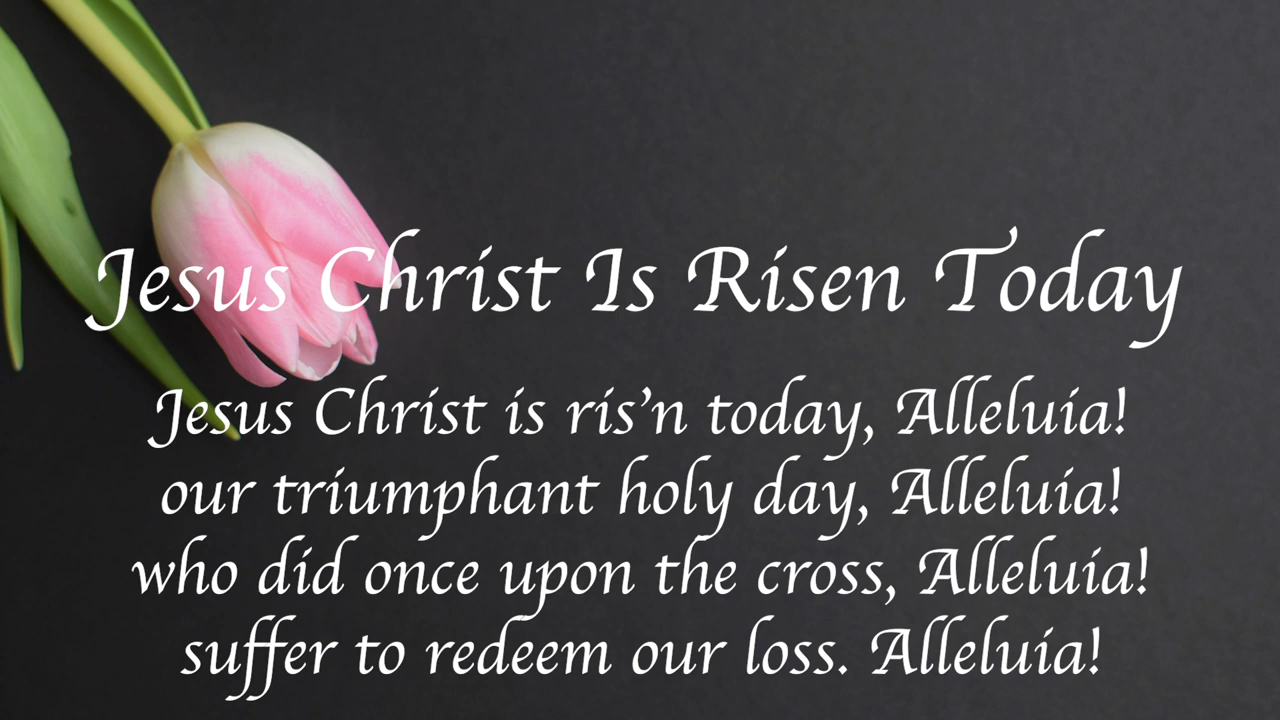 Jesus Christ Is Risen Today
Jesus Christ is ris’n today, Alleluia!
our triumphant holy day, Alleluia!
who did once upon the cross, Alleluia!
suffer to redeem our loss. Alleluia!